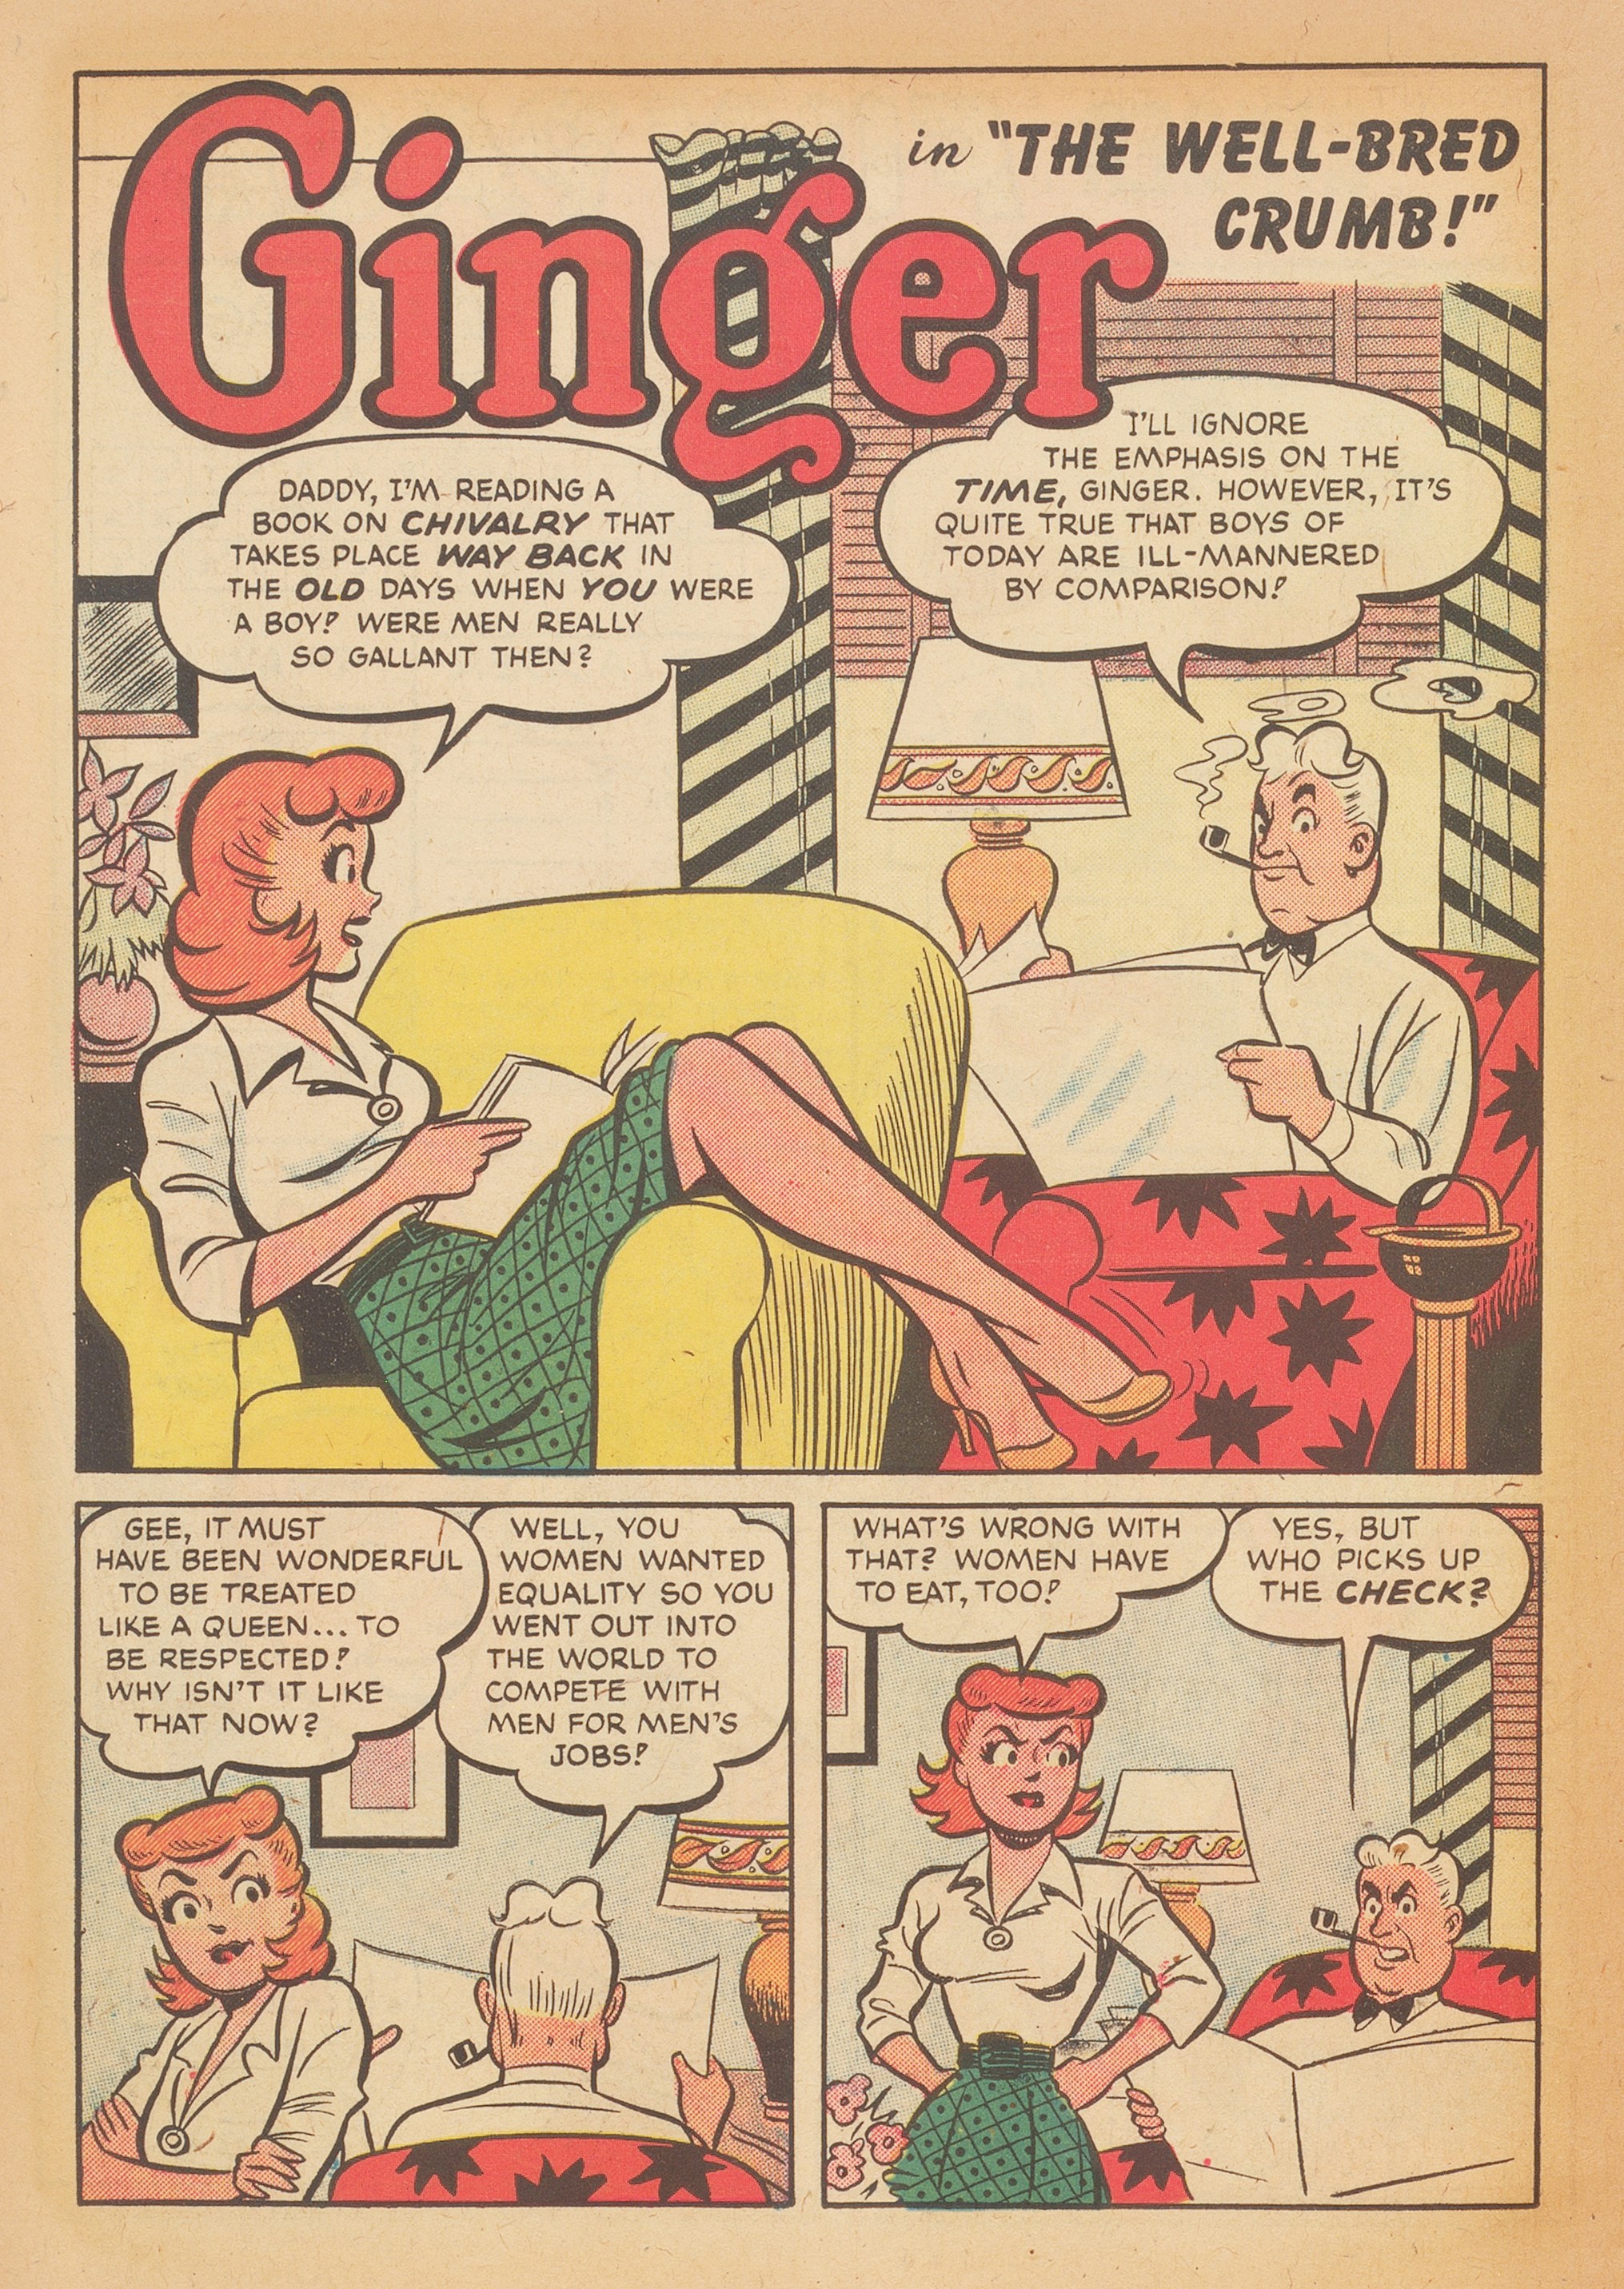 Ginger
in "THE WELL-BRED
CRUMB!"
DADDY, I'M READING A
BOOK ON CHIVALRY THAT
TAKES PLACE WAY BACK IN
THE OLD DAYS WHEN YOU WERE
A BOY! WERE MEN REALLY
SO GALLANT THEN?
I'LL IGNORE
THE EMPHASIS ON THE
TIME, GINGER. HOWEVER, IT'S
QUITE TRUE THAT BOYS OF
TODAY ARE ILL-MANNERED
BY COMPARISON!
GEE, IT MUST
HAVE BEEN WONDERFUL
TO BE TREATED
LIKE A QUEEN... TO
BE RESPECTED!
WHY ISN'T IT LIKE
THAT NOW?
WELL, YOU
WOMEN WANTED
EQUALITY SO YOU
WENT OUT INTO
THE WORLD TO
COMPETE WITH
MEN FOR MEN'S
JOBS!
WHAT'S WRONG WITH
THAT? WOMEN HAVE
TO EAT, TOO!
YES, BUT
WHO PICKS UP
THE CHECK?